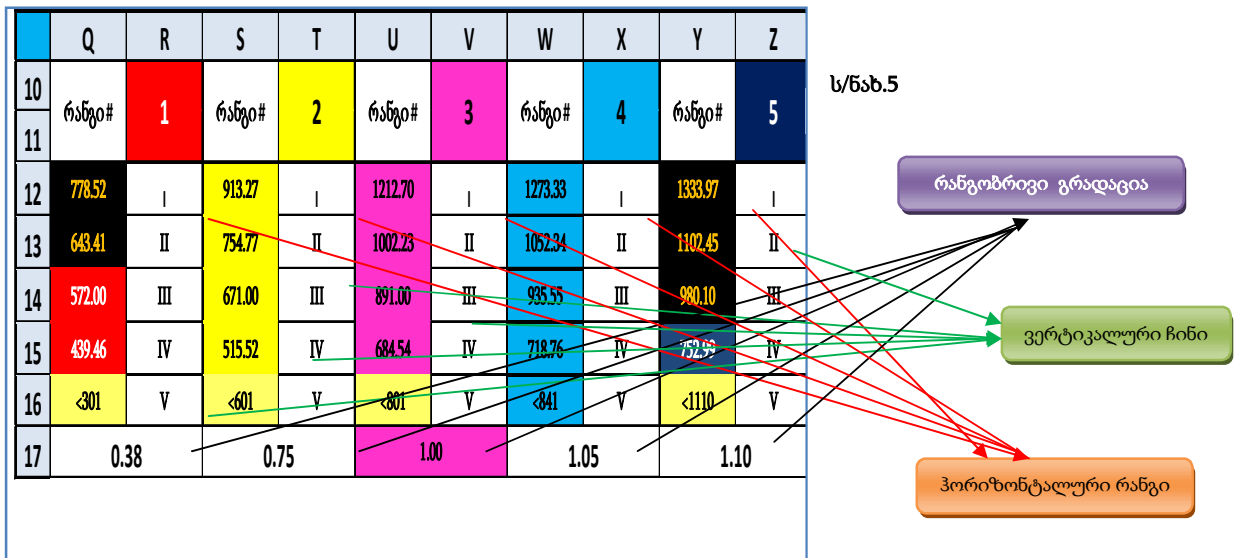 Q R S T U V W X Y Z
10 რანგი# 1 რანგი# 2 რანგი# 3 რანგი# 4 რანგი# 5
11
12 778.52 I 913.27 I 1212.70 I 1273.33 I 1333.97 I
13 643.41 II 754.77 II 1002.23 II 1052.34 II 1102.45 II
14 572.00 III 671.00 III 891.00 III 935.55 III 980.10 III
15 439.46 IV 515.52 IV 684.54 IV 718.76 IV 752.99 IV
16 <301 V <601 V <801 V <841 V <1110 V
17 0.38 0.75 1.00 1.05 1.10
ს/ნახ.5
რანგობრივი გრადაცია
ვერტიკალური ჩინი
ჰორიზონტალური რანგი